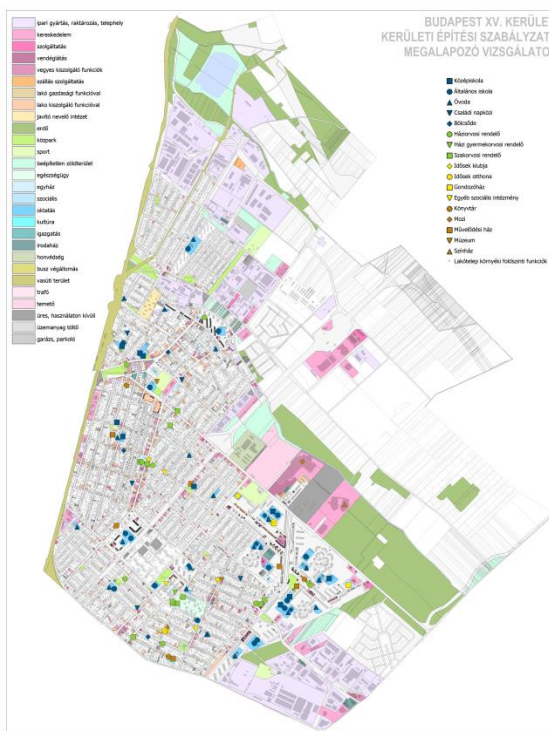 BUDAPEST XV. KERÜLE
KERÜLETI ÉPÍTÉSI SZABÁLYZAT
MEGALAPOZÓ VIZSGÁLATO
ipari gyártás, raktározás, telephely
kereskedelem
szolgáltatás
vendéglátás
vegyes kiszolgáló funkciók
szállás szolgáltatás
lakó gazdasági funkcióval
lakó kiszolgáló funkcióval
javító nevelő intézet
erdő
közpark
sport
beépítetlen zöldterület
egészségügy
egyház
szociális
oktatás
kultúra
igazgatás
irodaház
honvédség
busz végállomás
vasúti terület
trafó
temető
üres, használaton kívüli
üzemanyag töltő
garázs, parkoló
Középiskola
Általános iskola
Óvoda
Családi napközi
Bölcsőde
Háziorvosi rendelő
Házi gyermekorvosi rendelő
Szakorvosi rendelő
Idősek klubja
Idősek otthona
Gondozóház
Egyéb szociális intézmény
Könyvtár
Mozi
Művelődési ház
Múzeum
Színház
Lakótelep környéki földszinti funkciók